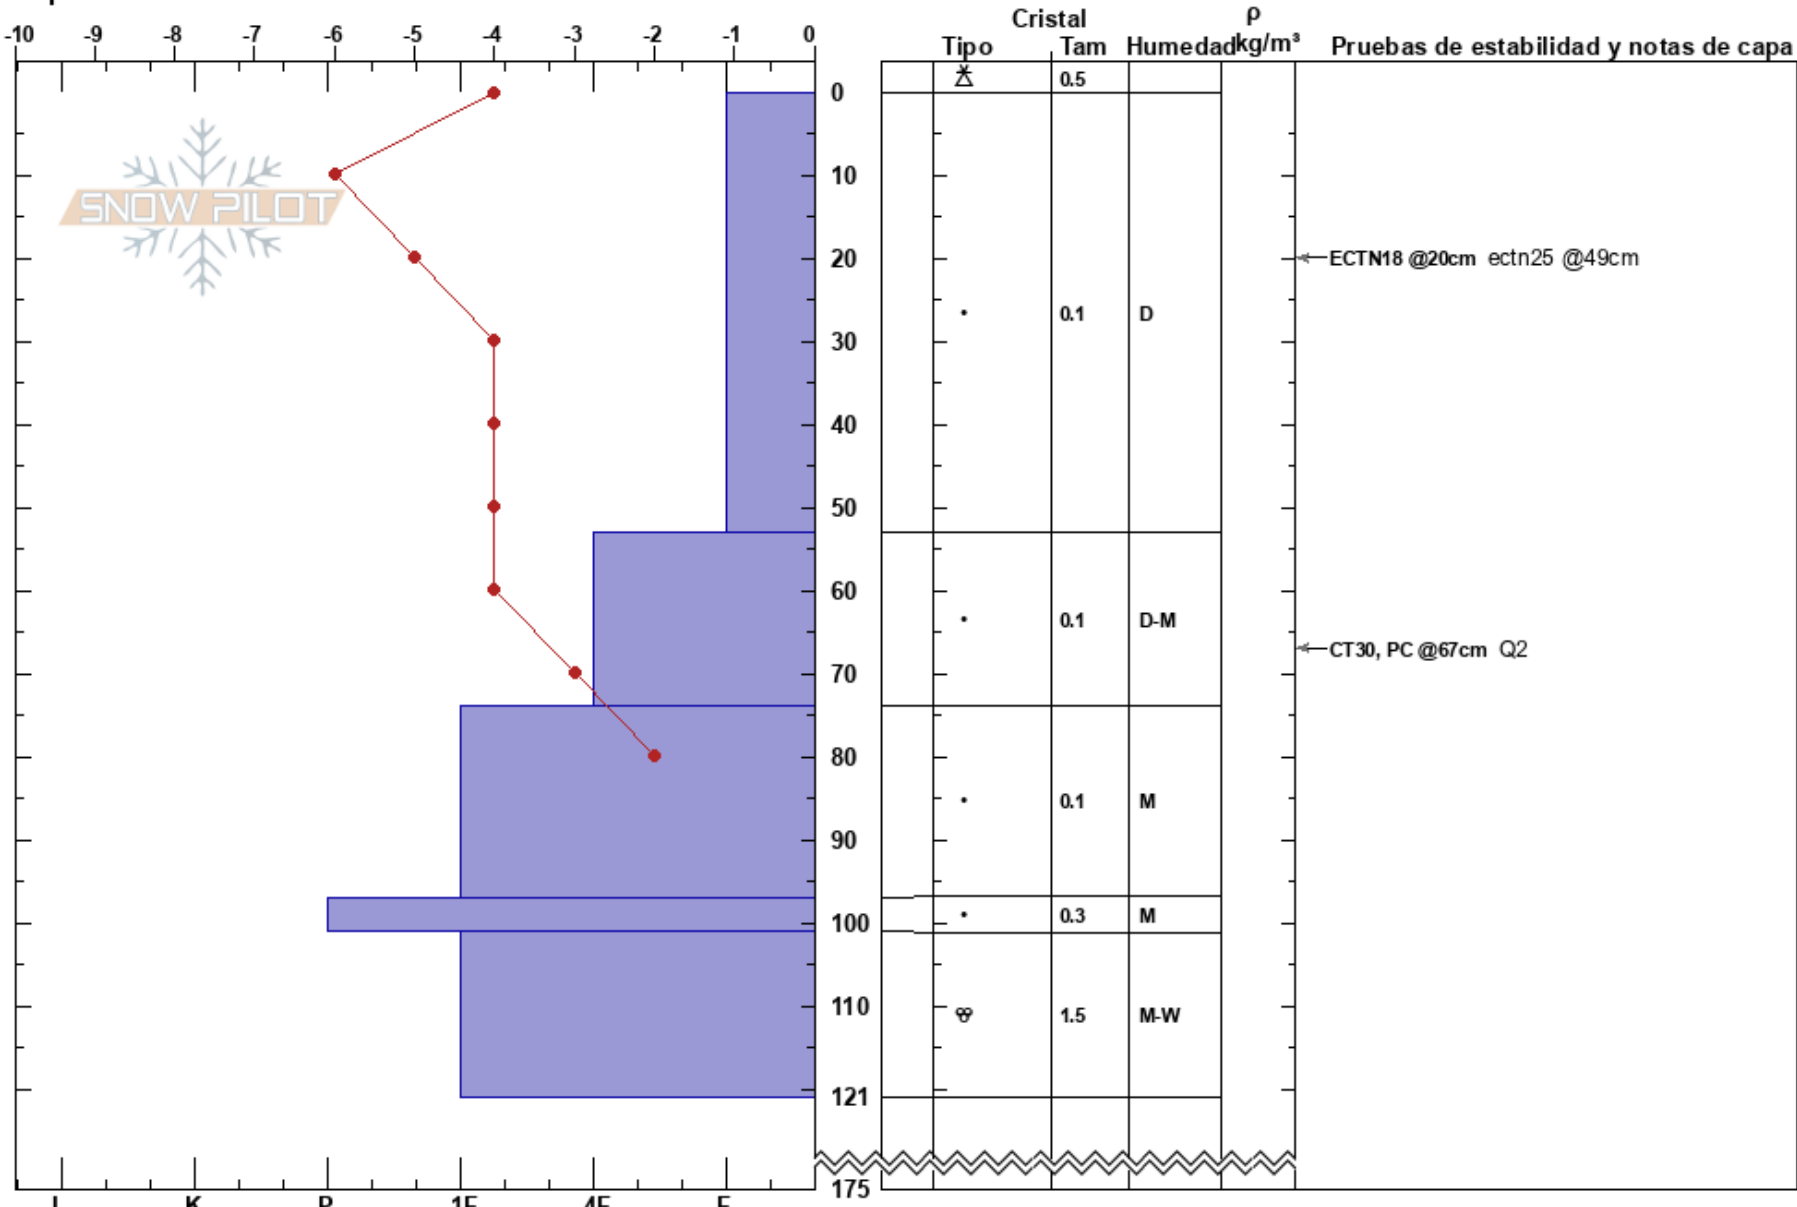 Cristal ρ
-10 -9 -8 -7 -6 -5 -4 -3 -2 -1 0
Tipo Tam Humedad kg/m³ Pruebas de estabilidad y notas de capa
0.5
0
SNOW PILOT
10
20 ECTN18 @20cm ectn25 @49cm
0.1 D
30
40
50
60
0.1 D-M
CT30, PC @67cm Q2
70
80
0.1 M
90
0.3 M
100
110 1.5 M-W
121
175